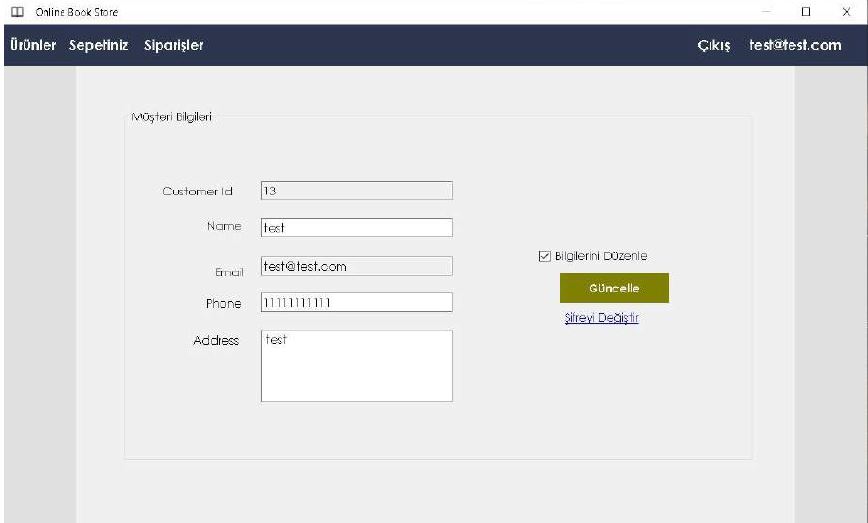 Online Book Store
Ürünler Sepetiniz Siparişler Çıkış test@test.com
Müşteri Bilgileri
Customer Id 13
Name test
Email test@test.com
Phone 11111111111
Address test
Bilgilerini Düzenle
Güncelle
Şifreyi Değiştir